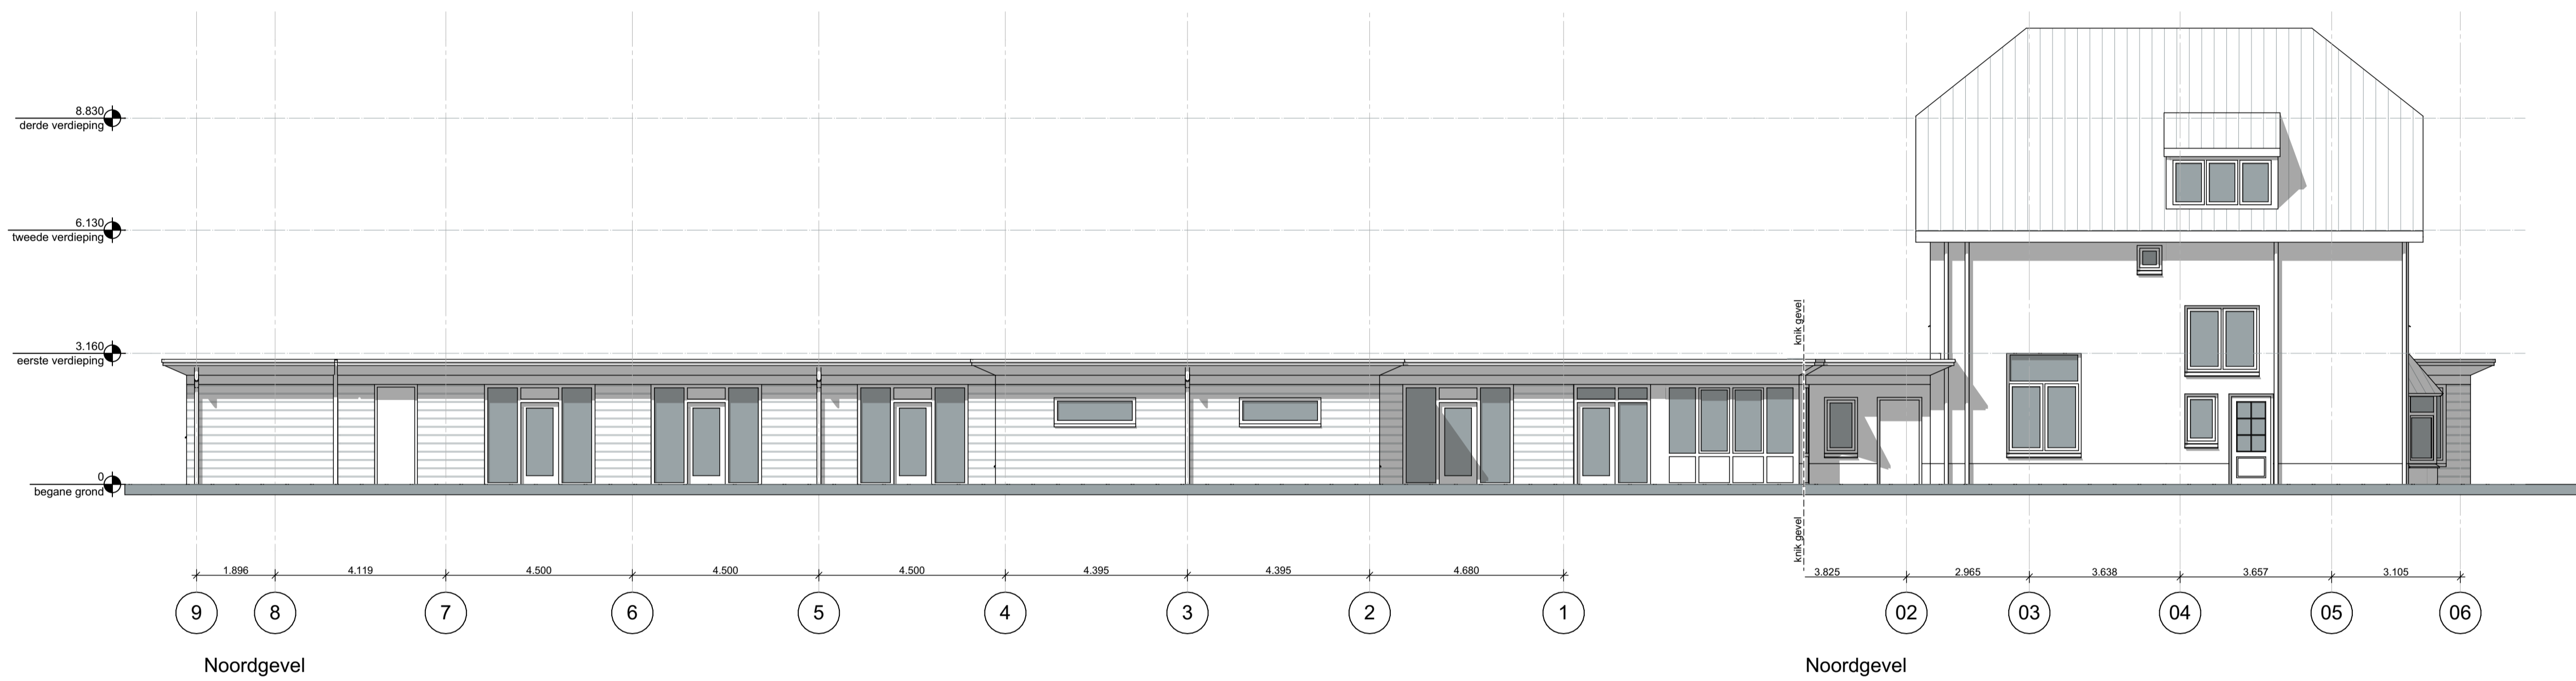 8.830
derde verdieping
6.130
tweede verdieping
3.160
eerste verdieping
0
begane grond
knik gevel
knik gevel
1.896 4.119 4.500 4.500 4.500 4.395 4.395 4.680 3.825 2.965 3.638 3.657 3.105
9 8 7 6 5 4 3 2 1 02 03 04 05 06
Noordgevel Noordgevel